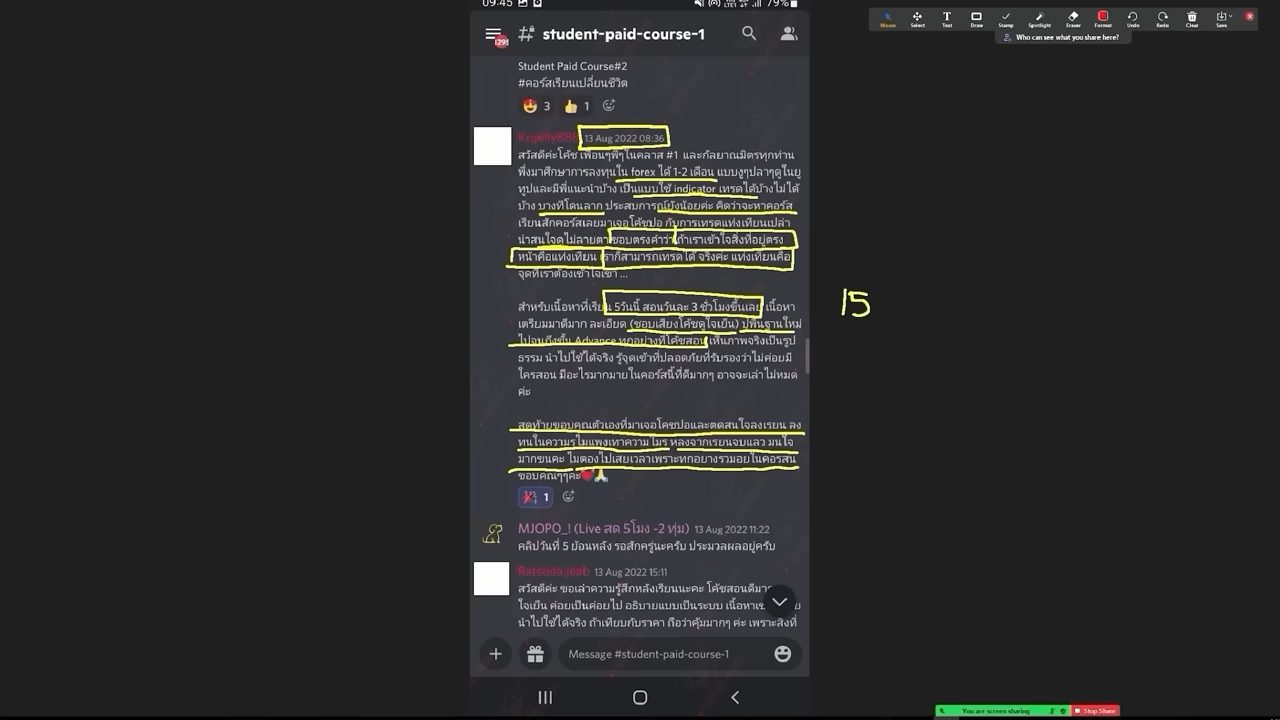 09:45
79%
Mouse Select Text Draw Stamp Spotlight Eraser Format Undo Redo Clear Save
Who can see what you share here?
student-paid-course-1
Student Paid Course#2
#คอร์สเรียนเปลี่ยนชีวิต
3 1
13 Aug 2022 08:36
สวัสดีค่ะโค้ช เพื่อนๆพี่ๆในคลาส #1 และกัลยาณมิตรทุกท่าน
พึ่งมาศึกษาการลงทุนใน forex ได้ 1-2 เดือน แบบงูๆปลาๆดูในยู
ทูปและมีพี่แนะนำบ้าง เป็นแบบใช้ indicator เทรดได้บ้างไม่ได้
บ้าง บางทีโดนลาก ประสบการณ์ยังน้อยค่ะ คิดว่าจะหาคอร์ส
เรียนสักคอร์สเลยมาเจอโค้ชปอ กับการเทรดแท่งเทียนเปล่า
น่าสนใจดี ไม่ลายตา ชอบตรงคำว่า ถ้าเราเข้าใจสิ่งที่อยู่ตรง
หน้าคือแท่งเทียน เราก็สามารถเทรดได้ จริงค่ะ แท่งเทียนคือ
จุดที่เราต้องเข้าใจเขา ...
สำหรับเนื้อหาที่เรียน 5วันนี้ สอนวันละ 3 ชั่วโมงขึ้นเลย เนื้อหา
เตรียมมาดีมาก ละเอียด (ชอบเสียงโค้ชดูใจเย็น) ปูพื้นฐานใหม่
ไปจนถึงขั้น Advance ทุกอย่างที่โค้ชสอน เห็นภาพจริงเป็นรูป
ธรรม นำไปใช้ได้จริง รู้จุดเข้าที่ปลอดภัยที่รับรองว่าไม่ค่อยมี
ใครสอน มีอะไรมากมายในคอร์สนี้ที่ดีมากๆ อาจจะเล่าไม่หมด
ค่ะ
สุดท้ายขอบคุณตัวเองที่มาเจอโค้ชปอและตัดสินใจลงเรียน ลง
ทุนในความรู้ไม่แพงเท่าความไม่รู้ หลังจากเรียนจบแล้ว มั่นใจ
มากขึ้นค่ะ ไม่ต้องไปเสียเวลาเพราะทุกอย่างรวมอยู่ในคอร์สนี้
ขอบคุณๆๆค่ะ
1
15
MJOPO_! (Live สด 5โมง -2 ทุ่ม) 13 Aug 2022 11:22
คลิปวันที่ 5 ย้อนหลัง รอสักครู่นะครับ ประมวลผลอยู่ครับ
Ratsuda.jeab 13 Aug 2022 15:11
สวัสดีค่ะ ขอเล่าความรู้สึกหลังเรียนนะคะ โค้ชสอนดีมาก
ใจเย็น ค่อยเป็นค่อยไป อธิบายแบบเป็นระบบ
นำไปใช้ได้จริง ถ้าเทียบกับราคา ถือว่าคุ้มมากๆ ค่ะ เพราะสิ่งที่
Message #student-paid-course-1
You are screen sharing Stop Share